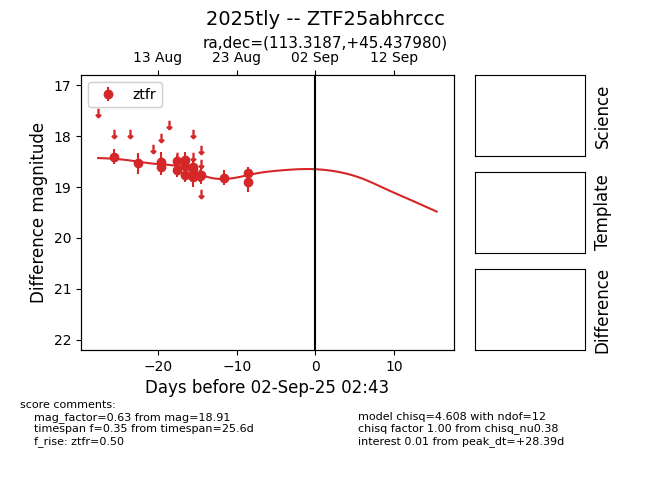 2025tly -- ZTF25abhrccc
ra,dec=(113.3187,+45.437980)
13 Aug 23 Aug 02 Sep 12 Sep
ztfr
17
18
19
20
21
22
Difference magnitude
−20 −10 0 10
Days before 02-Sep-25 02:43
Science
Template
Difference
score comments:
mag_factor=0.63 from mag=18.91
timespan f=0.35 from timespan=25.6d
f_rise: ztfr=0.50
model chisq=4.608 with ndof=12
chisq factor 1.00 from chisq_nu0.38
interest 0.01 from peak_dt=+28.39d